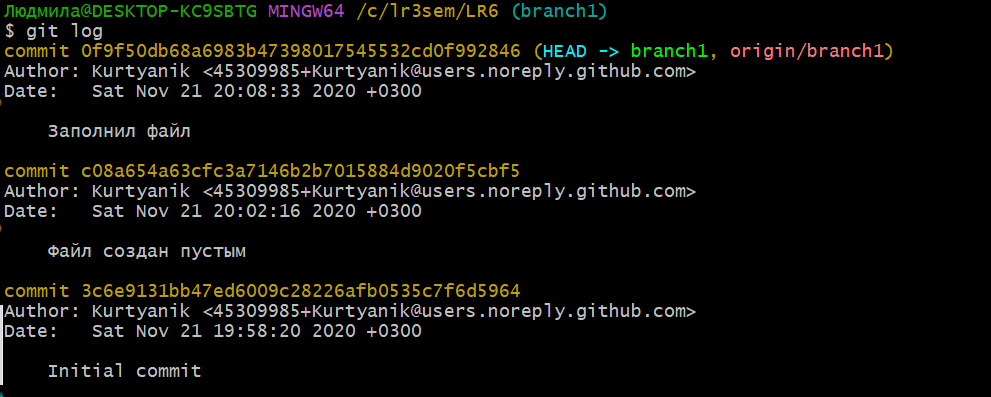 Людмила@DESKTOP-KC9SBTG MINGW64 /c/lr3sem/LR6 (branch1)
$ git log
commit 0f9f50db68a6983b47398017545532cd0f992846 (HEAD -> branch1, origin/branch1)
Author: Kurtyanik <45309985+Kurtyanik@users.noreply.github.com>
Date:   Sat Nov 21 20:08:33 2020 +0300
    Заполнил файл
commit c08a654a63cfc3a7146b2b7015884d9020f5cbf5
Author: Kurtyanik <45309985+Kurtyanik@users.noreply.github.com>
Date:   Sat Nov 21 20:02:16 2020 +0300
    Файл создан пустым
commit 3c6e9131bb47ed6009c28226afb0535c7f6d5964
Author: Kurtyanik <45309985+Kurtyanik@users.noreply.github.com>
Date:   Sat Nov 21 19:58:20 2020 +0300
    Initial commit